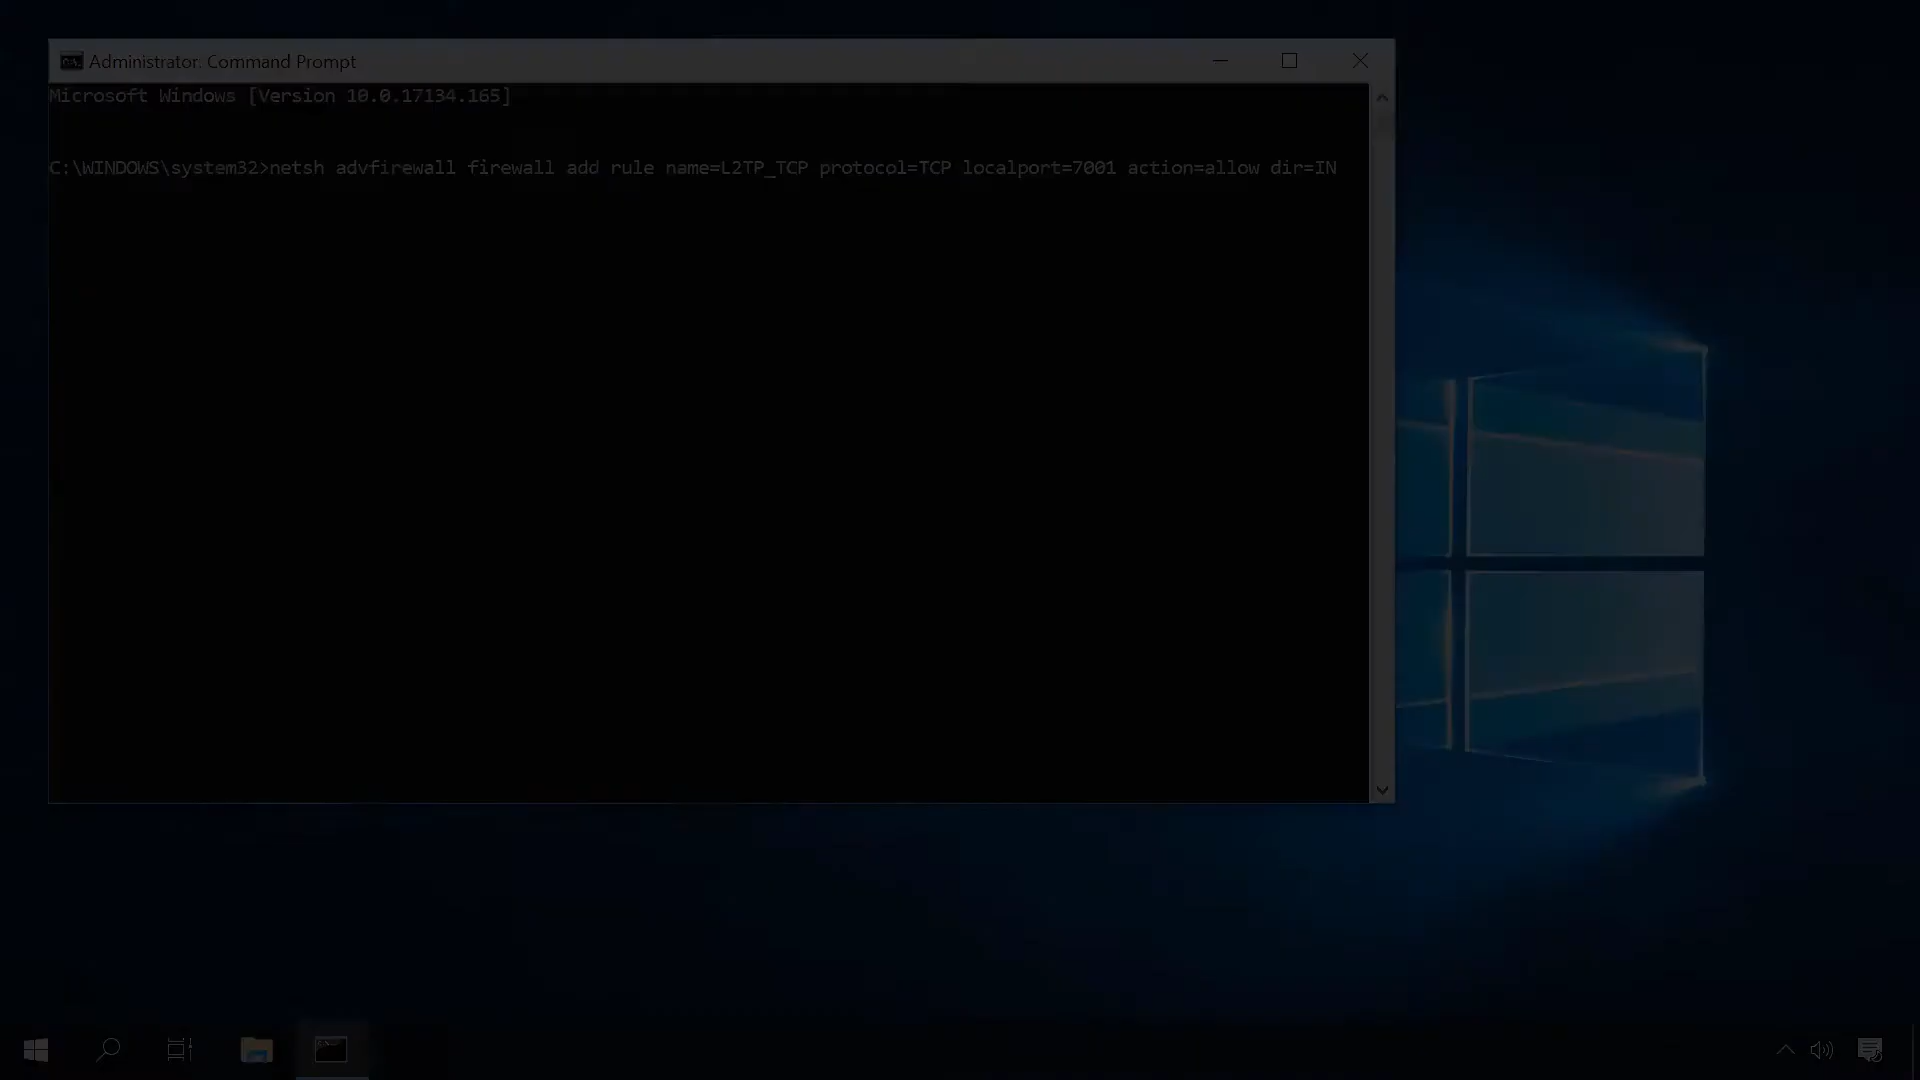 Administrator: Command Prompt
Microsoft Windows [Version 10.0.17134.165]
C:\WINDOWS\system32>netsh advfirewall firewall add rule name=L2TP_TCP protocol=TCP localport=7001 action=allow dir=IN